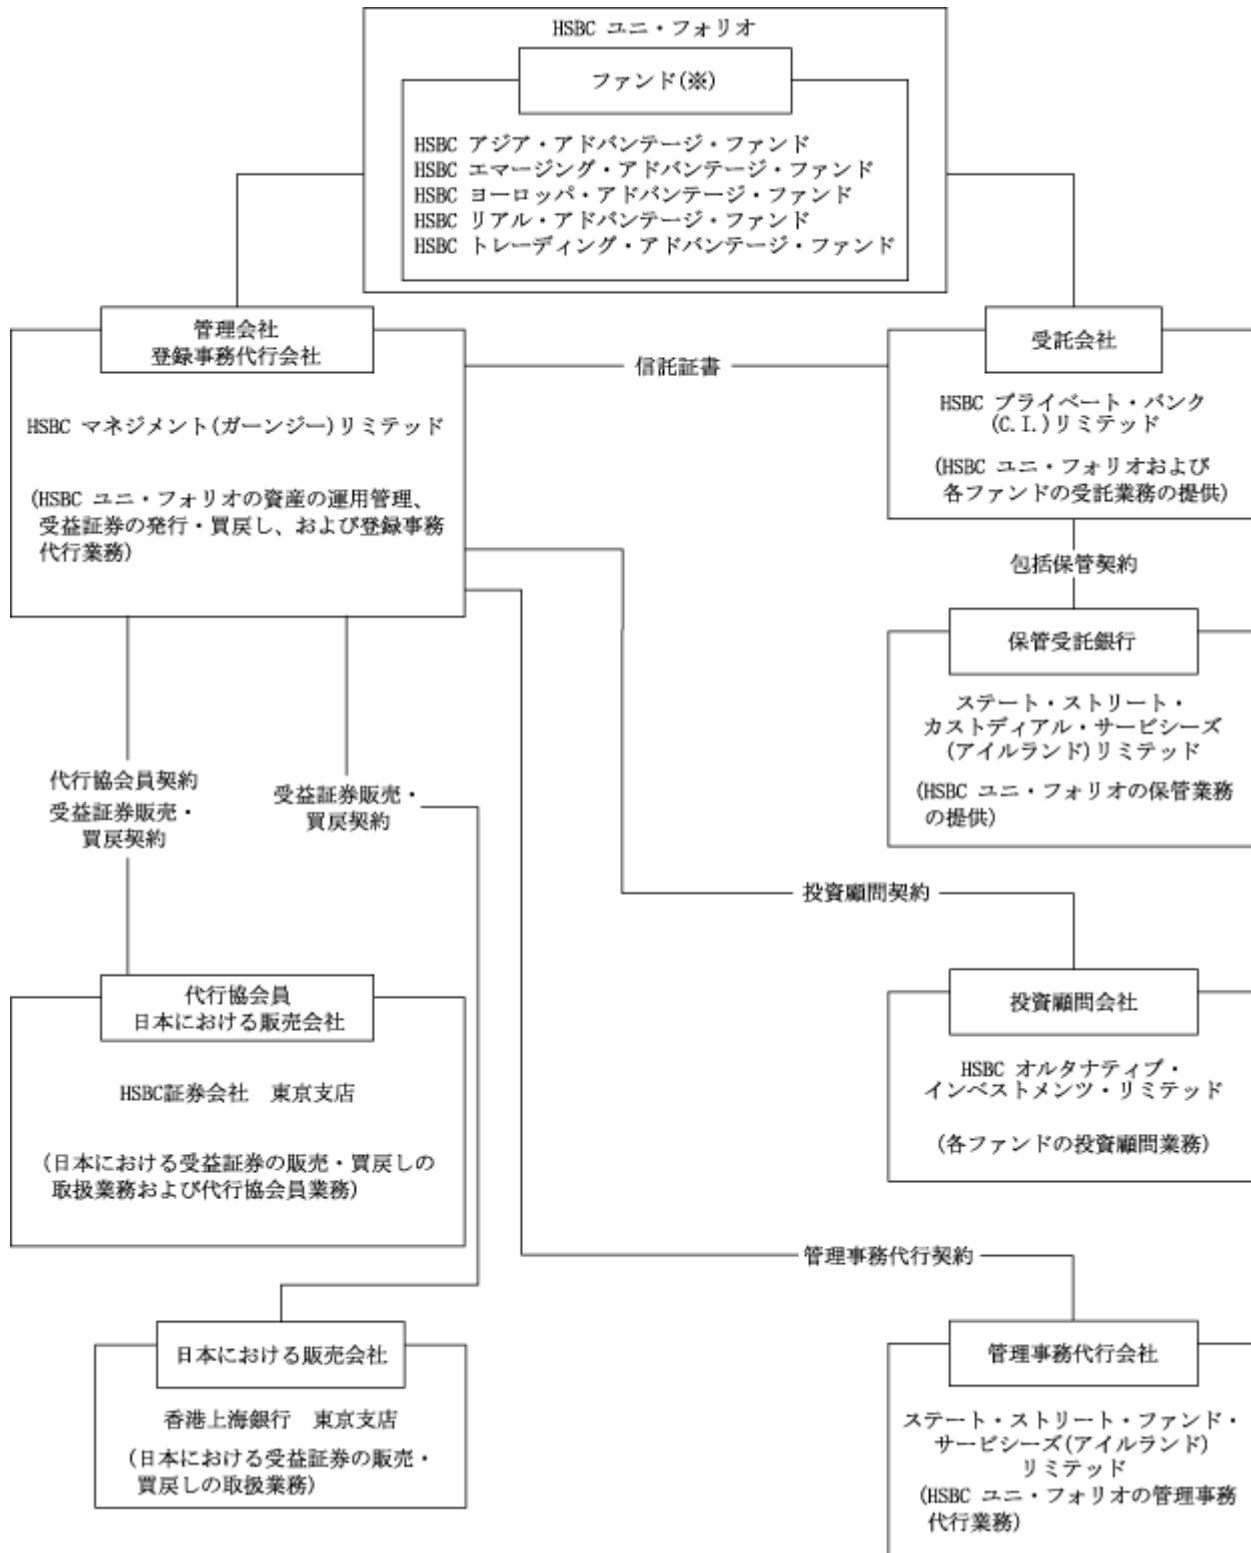 HSBC ユニ・フォリオ
ファンド(※)
HSBC アジア・アドバンテージ・ファンド
HSBC エマージング・アドバンテージ・ファンド
HSBC ヨーロッパ・アドバンテージ・ファンド
HSBC リアル・アドバンテージ・ファンド
HSBC トレーディング・アドバンテージ・ファンド
管理会社
登録事務代行会社
HSBC マネジメント(ガーンジー)リミテッド
(HSBC ユニ・フォリオの資産の運用管理、
受益証券の発行・買戻し、および登録事務
代行業務)
信託証書
受託会社
HSBC プライベート・バンク
(C.I.)リミテッド
(HSBC ユニ・フォリオおよび
各ファンドの受託業務の提供)
包括保管契約
保管受託銀行
ステート・ストリート・
カストディアル・サービシーズ
(アイルランド)リミテッド
(HSBC ユニ・フォリオの保管業務
の提供)
代行協会員契約
受益証券販売・
買戻契約
受益証券販売・
買戻契約
投資顧問契約
代行協会員
日本における販売会社
HSBC証券会社 東京支店
(日本における受益証券の販売・買戻しの
取扱業務および代行協会員業務)
投資顧問会社
HSBC オルタナティブ・
インベストメンツ・リミテッド
(各ファンドの投資顧問業務)
管理事務代行契約
日本における販売会社
香港上海銀行 東京支店
(日本における受益証券の販売・
買戻しの取扱業務)
管理事務代行会社
ステート・ストリート・ファンド・
サービシーズ(アイルランド)
リミテッド
(HSBC ユニ・フォリオの管理事務
代行業務)